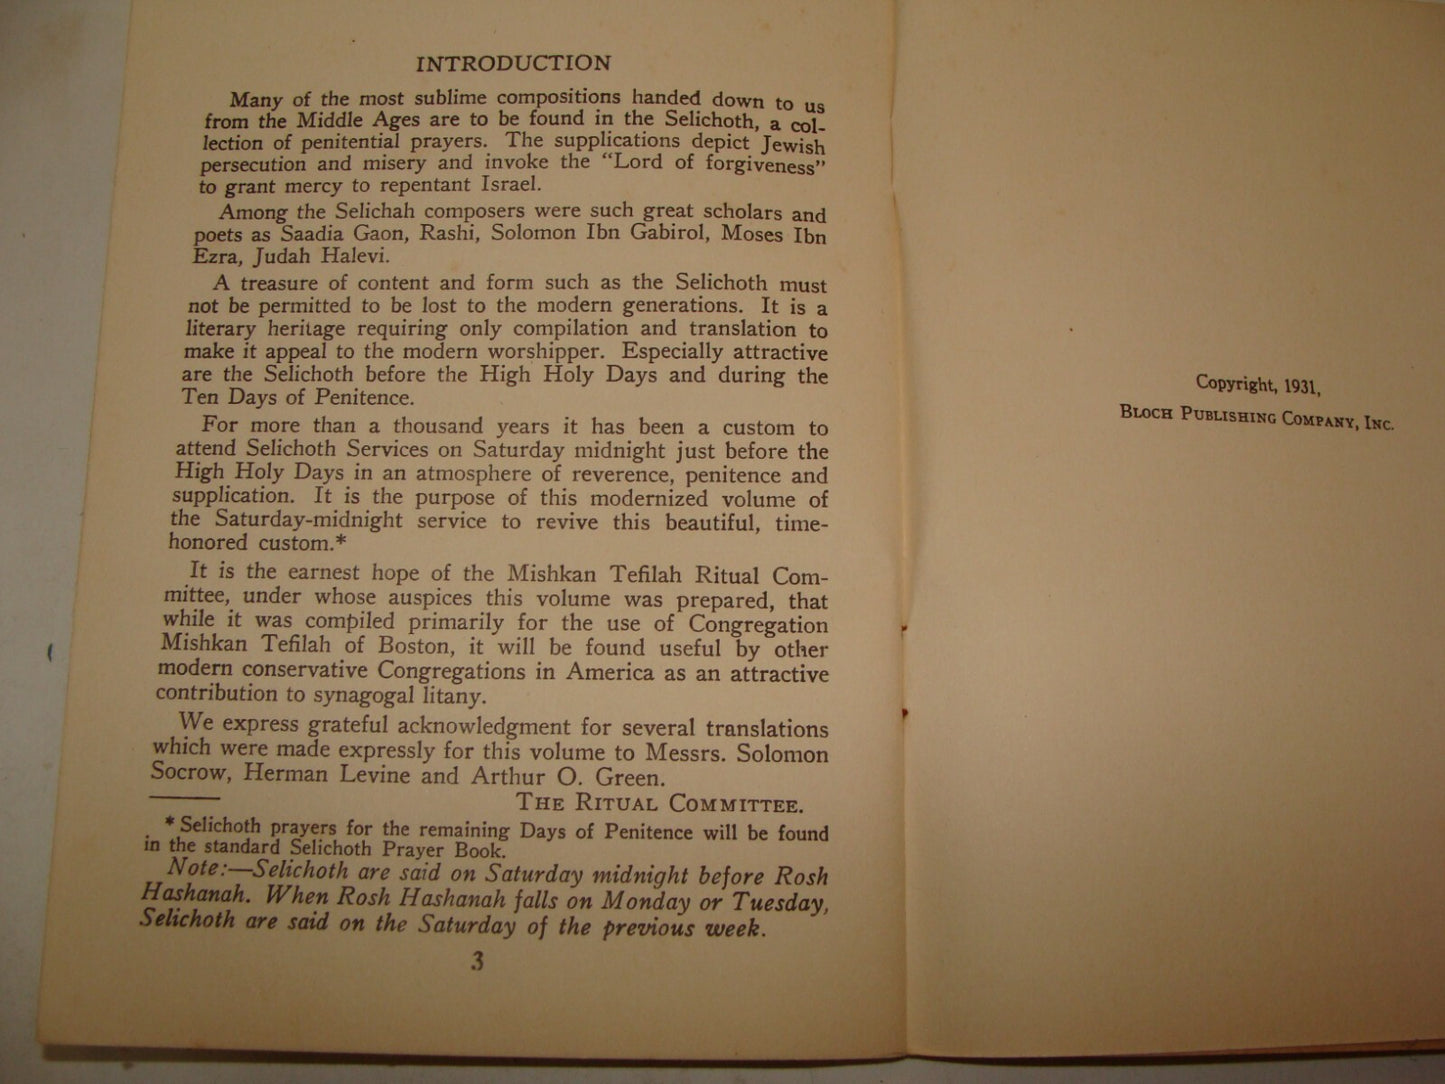 INTRODUCTION
Many of the most sublime compositions handed down to us
from the Middle Ages are to be found in the Selichoth, a col-
lection of penitential prayers. The supplications depict Jewish
persecution and misery and invoke the "Lord of forgiveness"
to grant mercy to repentant Israel.
Among the Selichah composers were such great scholars and
poets as Saadia Gaon, Rashi, Solomon Ibn Gabirol, Moses Ibn
Ezra, Judah Halevi.
A treasure of content and form such as the Selichoth must
not be permitted to be lost to the modern generations. It is a
literary heritage requiring only compilation and translation to
make it appeal to the modern worshipper. Especially attractive
are the Selichoth before the High Holy Days and during the
Ten Days of Penitence.
For more than a thousand years it has been a custom to
attend Selichoth Services on Saturday midnight just before the
High Holy Days in an atmosphere of reverence, penitence and
supplication. It is the purpose of this modernized volume of
the Saturday-midnight service to revive this beautiful, time-
honored custom.*
It is the earnest hope of the Mishkan Tefilah Ritual Com-
mittee, under whose auspices this volume was prepared, that
while it was compiled primarily for the use of Congregation
Mishkan Tefilah of Boston, it will be found useful by other
modern conservative Congregations in America as an attractive
contribution to synagogal litany.
We express grateful acknowledgment for several translations
which were made expressly for this volume to Messrs. Solomon
Socrow, Herman Levine and Arthur O. Green.
THE RITUAL COMMITTEE.
* Selichoth prayers for the remaining Days of Penitence will be found
in the standard Selichoth Prayer Book.
Note:—Selichoth are said on Saturday midnight before Rosh
Hashanah. When Rosh Hashanah falls on Monday or Tuesday,
Selichoth are said on the Saturday of the previous week.
3
Copyright, 1931,
BLOCH PUBLISHING COMPANY, INC.